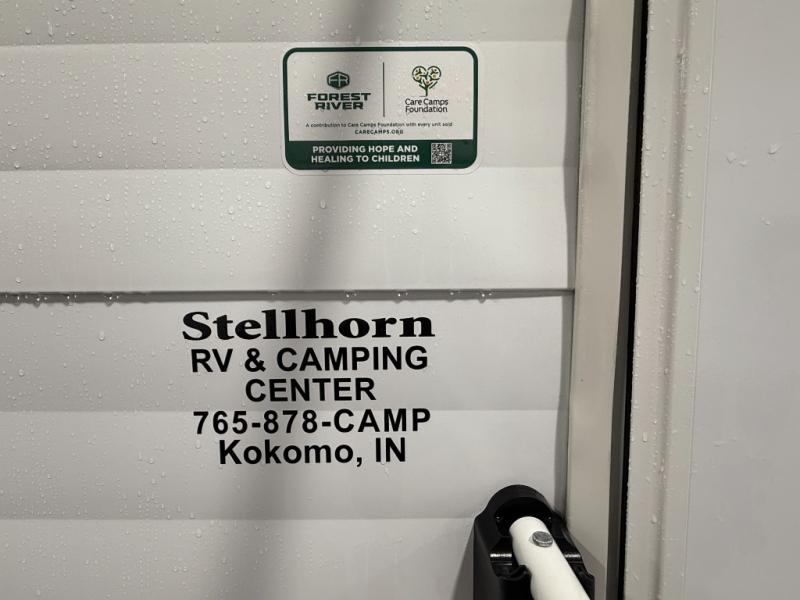 FR
FOREST
RIVER
Care Camps
Foundation
A contribution to Care Camps Foundation with every unit sold
CARECAMPS.ORG
PROVIDING HOPE AND
HEALING TO CHILDREN
Stellhorn
RV & CAMPING
CENTER
765-878-CAMP
Kokomo, IN